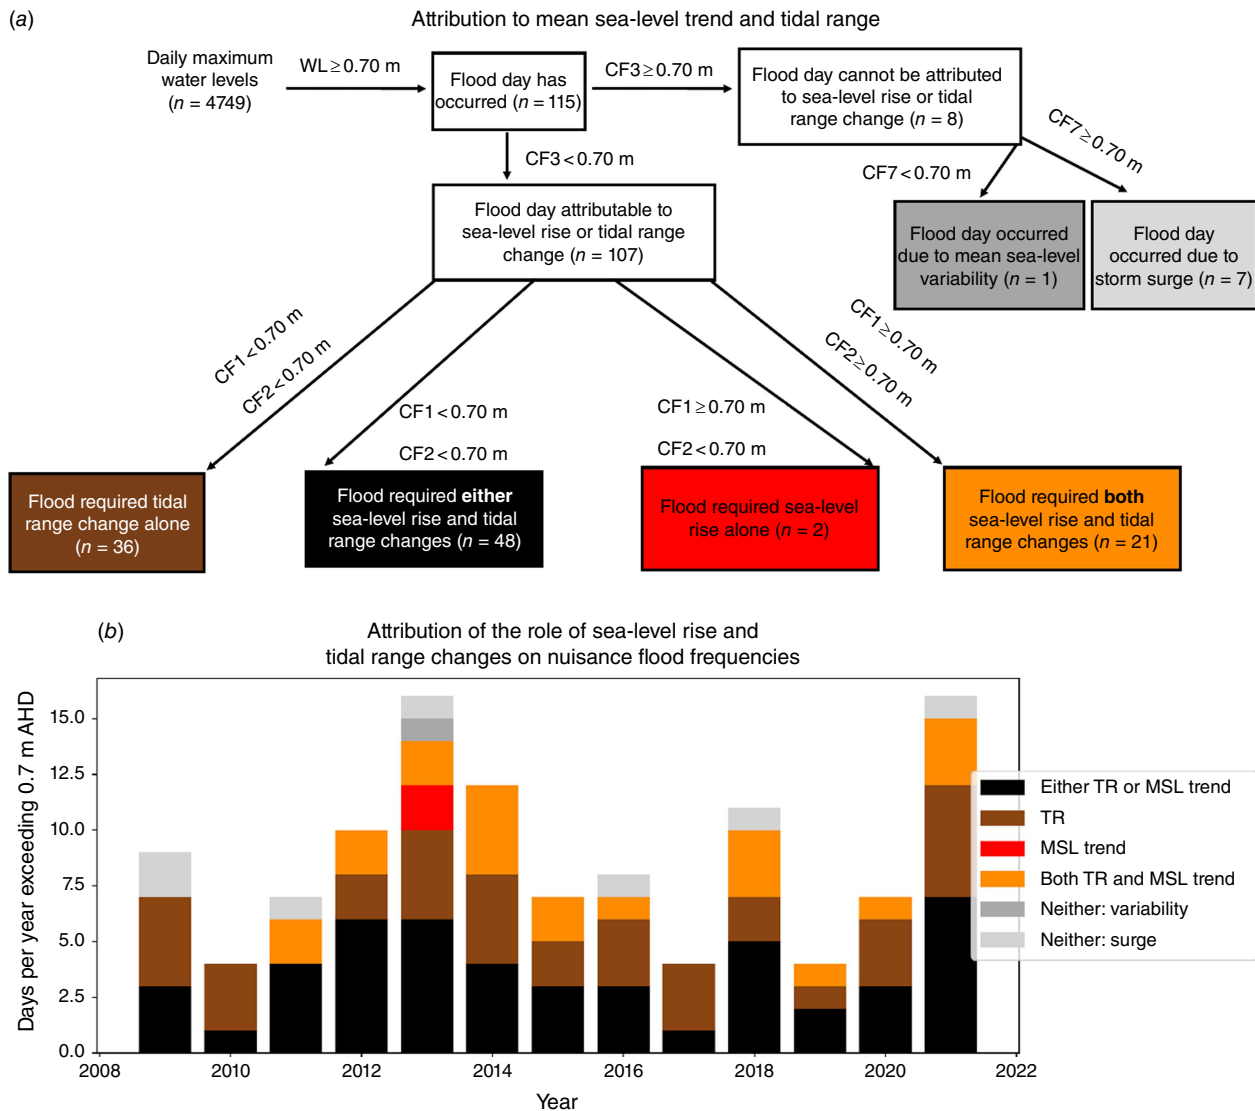 (a)
Attribution to mean sea-level trend and tidal range
Daily maximum
water levels
(n = 4749)
WL ≥ 0.70 m
Flood day has
occurred (n = 115)
CF3 ≥ 0.70 m
Flood day cannot be attributed
to sea-level rise or tidal
range change (n = 8)
CF3 < 0.70 m
CF7 < 0.70 m
CF7 ≥ 0.70 m
Flood day attributable to
sea-level rise or tidal range
change (n = 107)
Flood day occurred
due to mean sea-level
variability (n = 1)
Flood day
occurred due to
storm surge (n = 7)
CF1 < 0.70 m
CF2 < 0.70 m
CF1 < 0.70 m
CF2 < 0.70 m
CF1 ≥ 0.70 m
CF2 < 0.70 m
CF1 ≥ 0.70 m
CF2 ≥ 0.70 m
Flood required tidal
range change alone
(n = 36)
Flood required either
sea-level rise and tidal
range changes (n = 48)
Flood required sea-level
rise alone (n = 2)
Flood required both
sea-level rise and tidal
range changes (n = 21)
(b)
Attribution of the role of sea-level rise and
tidal range changes on nuisance flood frequencies
Days per year exceeding 0.7 m AHD
15.0
12.5
10.0
7.5
5.0
2.5
0.0
2008
2010
2012
2014
2016
2018
2020
2022
Year
Either TR or MSL trend
TR
MSL trend
Both TR and MSL trend
Neither: variability
Neither: surge